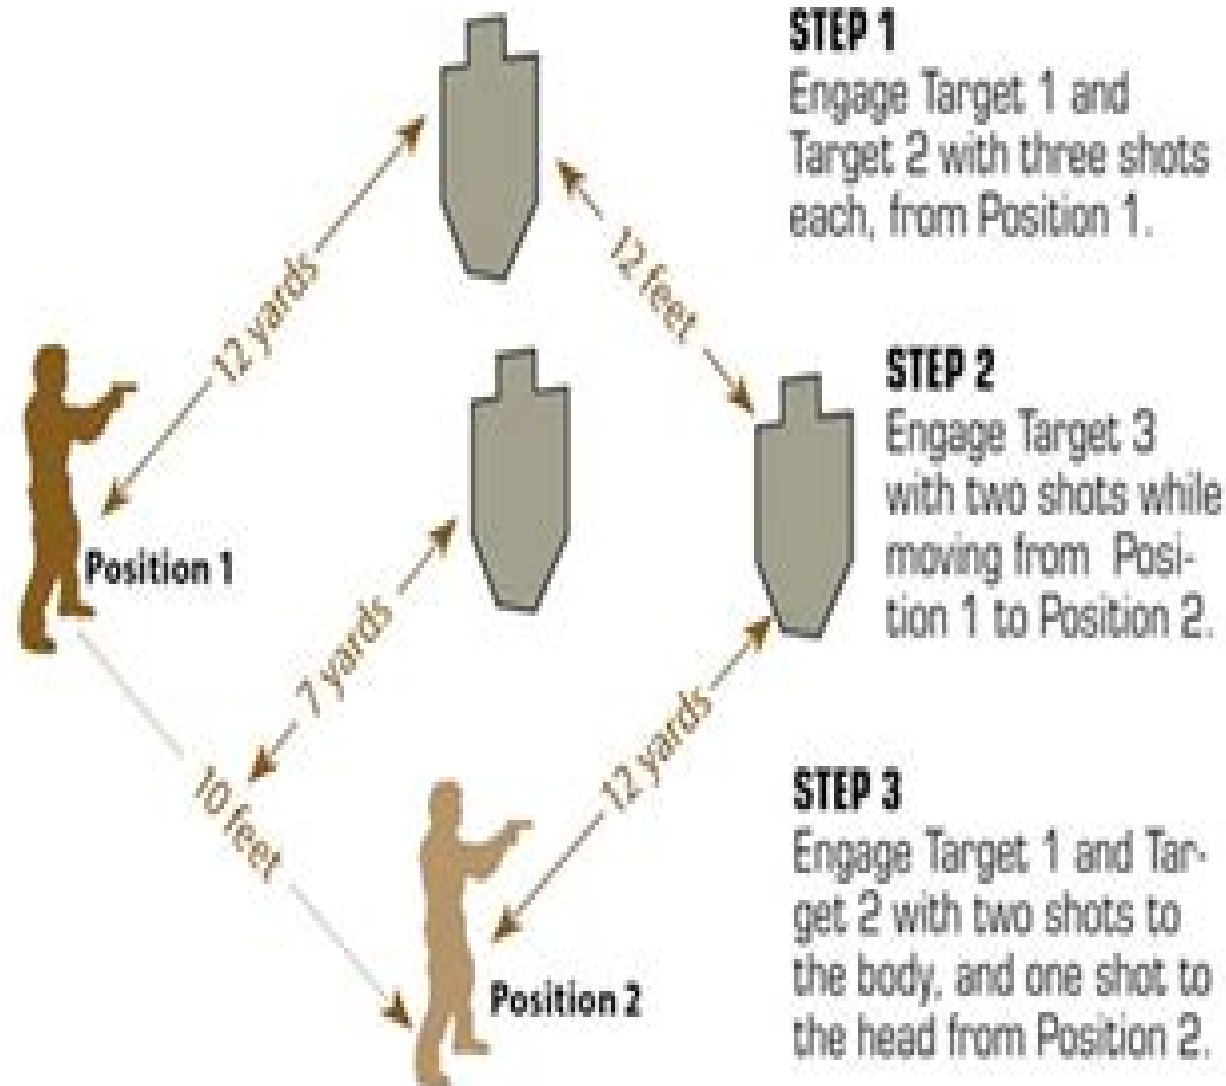 STEP 1
Engage Target 1 and
Target 2 with three shots
each, from Position 1.
12 yards
12 feet
STEP 2
Engage Target 3
with two shots while
moving from Posi-
tion 1 to Position 2.
Position 1
7 yards
10 feet
12 yards
STEP 3
Engage Target 1 and Tar-
get 2 with two shots to
the body, and one shot to
the head from Position 2.
Position 2